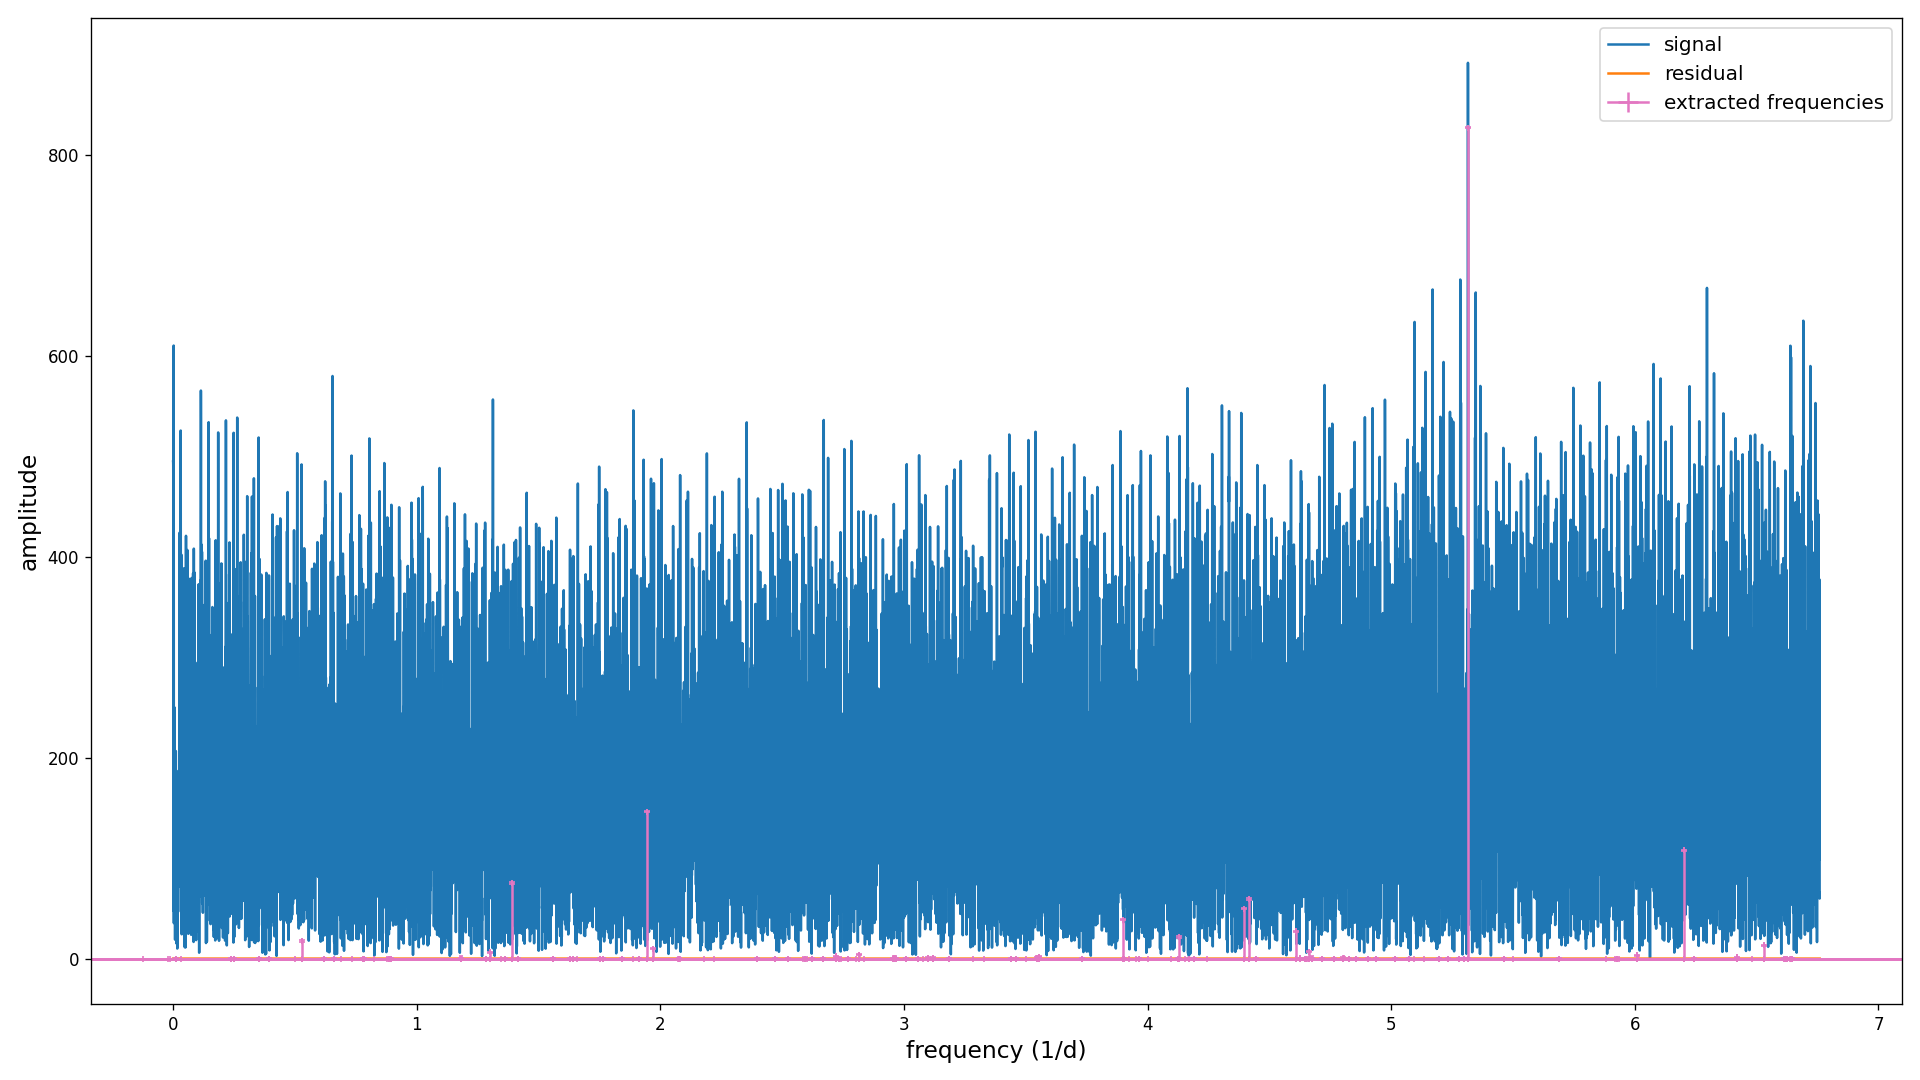 signal
residual
extracted frequencies
800
600
400
200
0
amplitude
0 1 2 3 4 5 6 7
frequency (1/d)